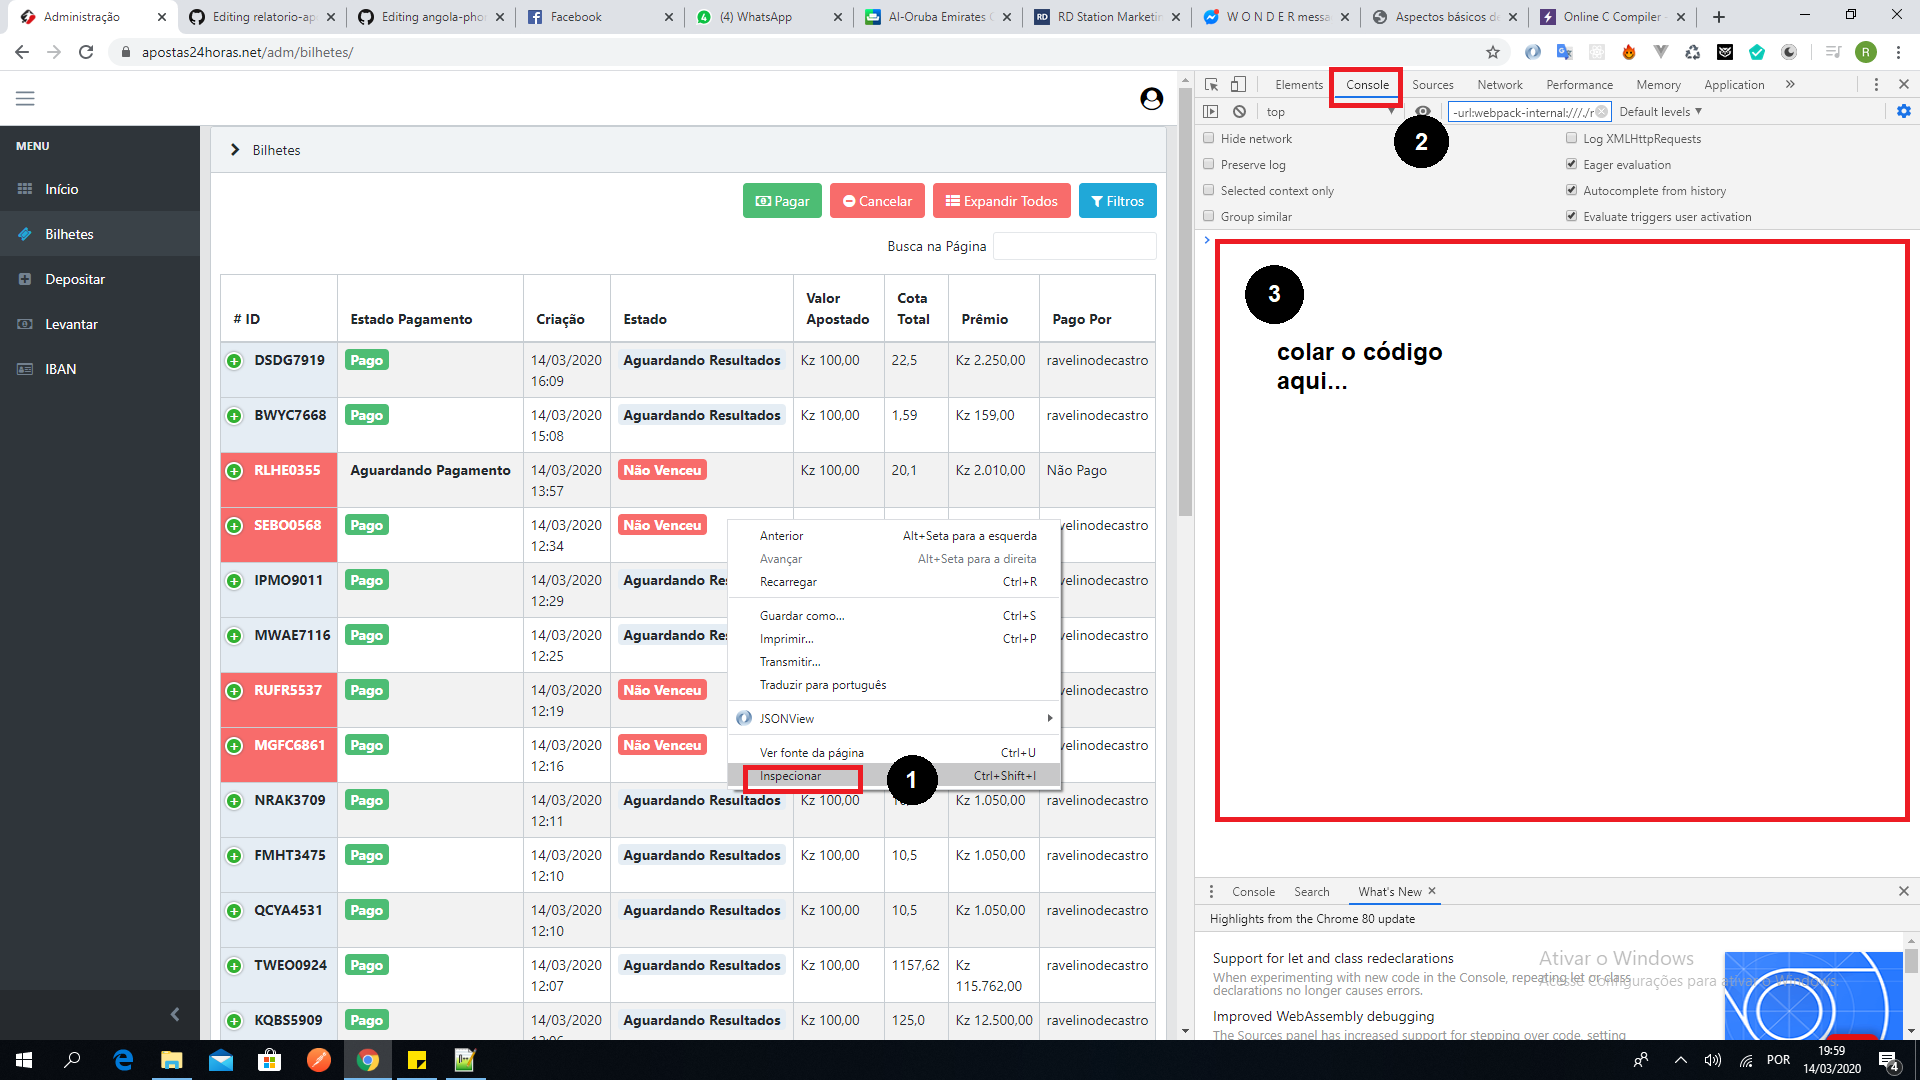 Administração
Editing relatorio-ap
Editing angola-pho
Facebook
(4) WhatsApp
Al-Oruba Emirates
RD Station Marketin
W O N D E R messa
Aspectos básicos de
Online C Compiler
apostas24horas.net/adm/bilhetes/
R
MENU
Início
Bilhetes
Depositar
Levantar
IBAN
Bilhetes
Pagar
Cancelar
Expandir Todos
Filtros
Busca na Página
# ID
Estado Pagamento
Criação
Estado
Valor Apostado
Cota Total
Prêmio
Pago Por
DSDG7919 Pago 14/03/2020 16:09 Aguardando Resultados Kz 100,00 22,5 Kz 2.250,00 ravelinodecastro
BWYC7668 Pago 14/03/2020 15:08 Aguardando Resultados Kz 100,00 1,59 Kz 159,00 ravelinodecastro
RLHE0355 Aguardando Pagamento 14/03/2020 13:57 Não Venceu Kz 100,00 20,1 Kz 2.010,00 Não Pago
SEBO0568 Pago 14/03/2020 12:34 Não Venceu velinodecastro
IPMO9011 Pago 14/03/2020 12:29 Aguardando Res velinodecastro
MWAE7116 Pago 14/03/2020 12:25 Aguardando Res velinodecastro
RUFR5537 Pago 14/03/2020 12:19 Não Venceu velinodecastro
MGFC6861 Pago 14/03/2020 12:16 Não Venceu velinodecastro
NRAK3709 Pago 14/03/2020 12:11 Aguardando Resultados Kz 100,00 Kz 1.050,00 ravelinodecastro
FMHT3475 Pago 14/03/2020 12:10 Aguardando Resultados Kz 100,00 10,5 Kz 1.050,00 ravelinodecastro
QCYA4531 Pago 14/03/2020 12:10 Aguardando Resultados Kz 100,00 10,5 Kz 1.050,00 ravelinodecastro
TWEO0924 Pago 14/03/2020 12:07 Aguardando Resultados Kz 100,00 1157,62 Kz 115.762,00 ravelinodecastro
KQBS5909 Pago 14/03/2020 Aguardando Resultados Kz 100,00 125,0 Kz 12.500,00 ravelinodecastro
Anterior Alt+Seta para a esquerda
Avançar Alt+Seta para a direita
Recarregar Ctrl+R
Guardar como... Ctrl+S
Imprimir... Ctrl+P
Transmitir...
Traduzir para português
JSONView
Ver fonte da página Ctrl+U
Inspecionar Ctrl+Shift+I
1
Elements Console Sources Network Performance Memory Application
top
-url:webpack-internal:///./r
Default levels
2
Hide network
Log XMLHttpRequests
Preserve log
Eager evaluation
Selected context only
Autocomplete from history
Group similar
Evaluate triggers user activation
3
colar o código
aqui...
Console Search What's New
Highlights from the Chrome 80 update
Support for let and class redeclarations
When experimenting with new code in the Console, repeating let or class
declarations no longer causes errors.
Improved WebAssembly debugging
The Sources panel has increased support for stepping over code, setting
Ativar o Windows
Acesse Configurações para ativar o Windows.
POR
19:59
14/03/2020
4